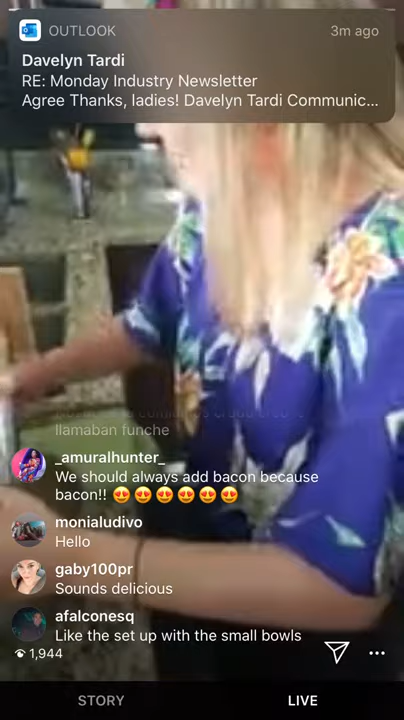 OUTLOOK
3m ago
Davelyn Tardi
RE: Monday Industry Newsletter
Agree Thanks, ladies! Davelyn Tardi Communic...
llamaban funche
_amuralhunter_
We should always add bacon because
bacon!! 😍😍😍😍😍😍
monialudivo
Hello
gaby100pr
Sounds delicious
afalconesq
Like the set up with the small bowls
1,944
STORY
LIVE